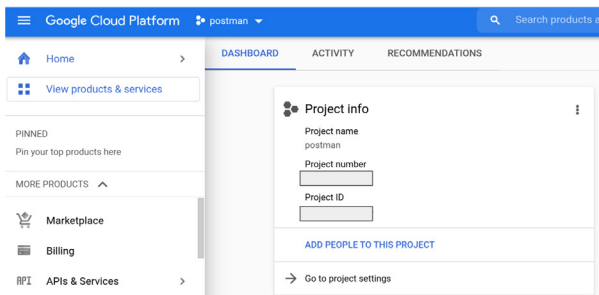 Google Cloud Platform
postman
Search products a
Home
View products & services
PINNED
Pin your top products here
MORE PRODUCTS
Marketplace
Billing
API APIs & Services
DASHBOARD
ACTIVITY
RECOMMENDATIONS
Project info
Project name
postman
Project number
Project ID
ADD PEOPLE TO THIS PROJECT
Go to project settings